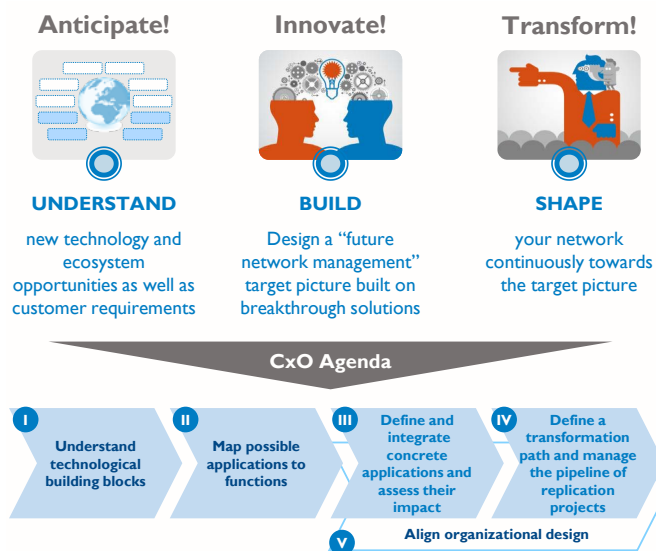 Anticipate!
Innovate!
Transform!
UNDERSTAND
new technology and
ecosystem
opportunities as well as
customer requirements
BUILD
Design a “future
network management”
target picture built on
breakthrough solutions
SHAPE
your network
continuously towards
the target picture
CxO Agenda
I
Understand
technological
building blocks
II
Map possible
applications to
functions
III
Define and
integrate
concrete
applications and
assess their
impact
IV
Define a
transformation
path and manage
the pipeline of
replication
projects
V
Align organizational design